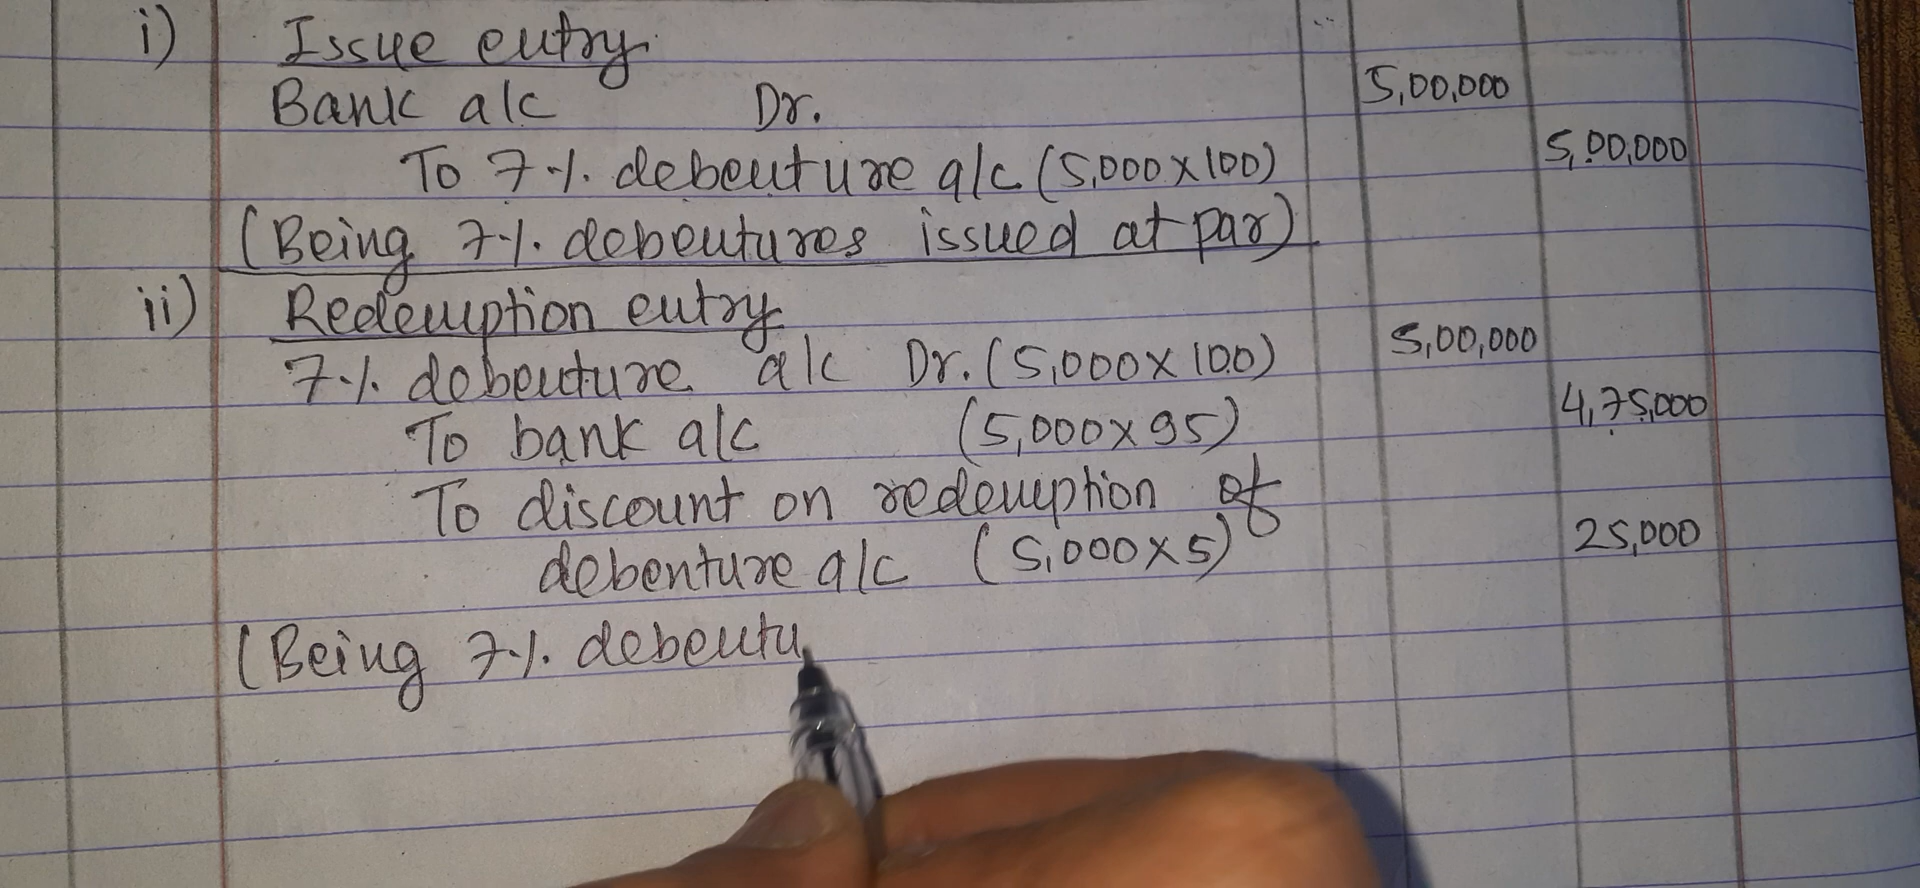 i) Issue entry
Bank a/c Dr. 5,00,000
To 7% debenture a/c (5,000 x 100) 5,00,000
(Being 7% debentures issued at par)
ii) Redemption entry
7% debenture a/c Dr. (5,000 x 100) 5,00,000
To bank a/c (5,000 x 95) 4,75,000
To discount on redemption of
debenture a/c (5,000 x 5) 25,000
(Being 7% debentu